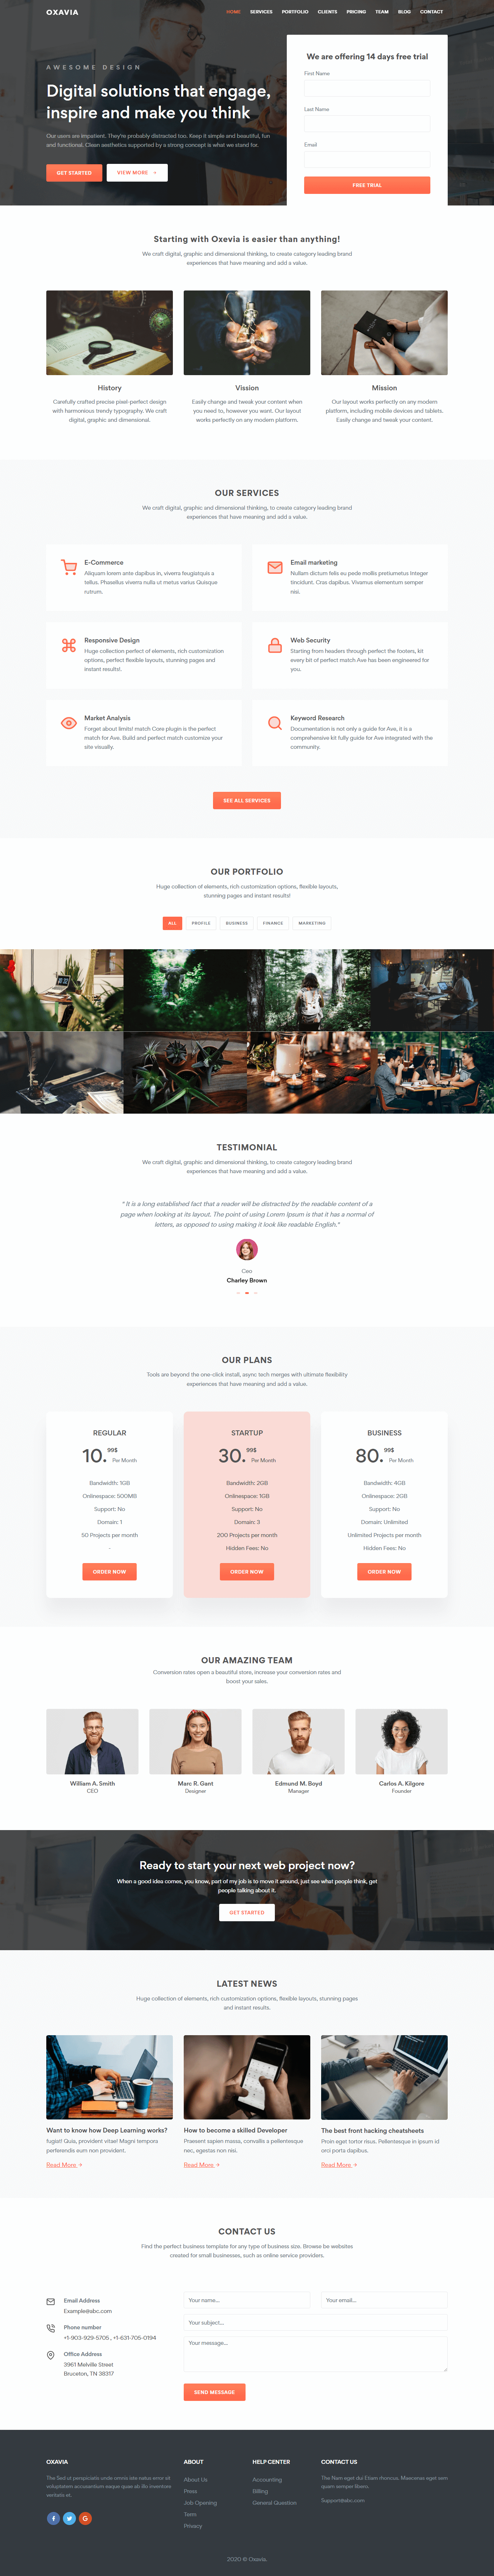 OXAVIA
HOME SERVICES PORTFOLIO CLIENTS PRICING TEAM BLOG CONTACT
AWESOME DESIGN
Digital solutions that engage,
inspire and make you think
Our users are impatient. They're probably distracted too. Keep it simple and beautiful, fun
and functional. Clean aesthetics supported by a strong concept is what we stand for.
GET STARTED
VIEW MORE
We are offering 14 days free trial
First Name
Last Name
Email
FREE TRIAL
Starting with Oxevia is easier than anything!
We craft digital, graphic and dimensional thinking, to create category leading brand
experiences that have meaning and add a value.
History
Carefully crafted precise pixel-perfect design
with harmonious trendy typography. We craft
digital, graphic and dimensional.
Vission
Easily change and tweak your content when
you need to, however you want. Our layout
works perfectly on any modern platform.
Mission
Our layout works perfectly on any modern
platform, including mobile devices and tablets.
Easily change and tweak your content.
OUR SERVICES
We craft digital, graphic and dimensional thinking, to create category leading brand
experiences that have meaning and add a value.
E-Commerce
Aliquam lorem ante dapibus in, viverra feugiatquis a
tellus. Phasellus viverra nulla ut metus varius Quisque
rutrum.
Email marketing
Nullam dictum felis eu pede mollis pretiumetus Integer
tincidunt. Cras dapibus. Vivamus elementum semper
nisi.
Responsive Design
Huge collection perfect of elements, rich customization
options, perfect flexible layouts, stunning pages and
instant results!.
Web Security
Starting from headers through perfect the footers, kit
every bit of perfect match Ave has been engineered for
you.
Market Analysis
Forget about limits! match Core plugin is the perfect
match for Ave. Build and perfect match customize your
site visually.
Keyword Research
Documentation is not only a guide for Ave, it is a
comprehensive kit fully guide for Ave integrated with the
community.
SEE ALL SERVICES
OUR PORTFOLIO
Huge collection of elements, rich customization options, flexible layouts,
stunning pages and instant results!
ALL PROFILE BUSINESS FINANCE MARKETING
TESTIMONIAL
We craft digital, graphic and dimensional thinking, to create category leading brand
experiences that have meaning and add a value.
" It is a long established fact that a reader will be distracted by the readable content of a
page when looking at its layout. The point of using Lorem Ipsum is that it has a normal of
letters, as opposed to using making it look like readable English."
Ceo
Charley Brown
OUR PLANS
Tools are beyond the one-click install, async tech merges with ultimate flexibility
experiences that have meaning and add a value.
REGULAR
10. 99$
Per Month
Bandwidth: 1GB
Onlinespace: 500MB
Support: No
Domain: 1
50 Projects per month
-
ORDER NOW
STARTUP
30. 99$
Per Month
Bandwidth: 2GB
Onlinespace: 1GB
Support: No
Domain: 3
200 Projects per month
Hidden Fees: No
ORDER NOW
BUSINESS
80. 99$
Per Month
Bandwidth: 4GB
Onlinespace: 2GB
Support: No
Domain: Unlimited
Unlimited Projects per month
Hidden Fees: No
ORDER NOW
OUR AMAZING TEAM
Conversion rates open a beautiful store, increase your conversion rates and
boost your sales.
William A. Smith
CEO
Marc R. Gant
Designer
Edmund M. Boyd
Manager
Carlos A. Kilgore
Founder
Ready to start your next web project now?
When a good idea comes, you know, part of my job is to move it around, just see what people think, get
people talking about it.
GET STARTED
LATEST NEWS
Huge collection of elements, rich customization options, flexible layouts, stunning pages
and instant results.
Want to know how Deep Learning works?
fugiat! Quia, provident vitae! Magni tempora
perferendis eum non provident.
Read More
How to become a skilled Developer
Praesent sapien massa, convallis a pellentesque
nec, egestas non nisi.
Read More
The best front hacking cheatsheets
Proin eget tortor risus. Pellentesque in ipsum id
orci porta dapibus.
Read More
CONTACT US
Find the perfect business template for any type of business size. Browse be websites
created for small businesses, such as online service providers.
Email Address
Example@abc.com
Phone number
+1-903-929-5705 , +1-631-705-0194
Office Address
3961 Melville Street
Bruceton, TN 38317
Your name...
Your email...
Your subject...
Your message...
SEND MESSAGE
OXAVIA
The Sed ut perspiciatis unde omnis iste natus error sit
voluptatem accusantium eaque quae ab illo inventore
veritatis et.
ABOUT
About Us
Press
Job Opening
Term
Privacy
HELP CENTER
Accounting
Billing
General Question
CONTACT US
The Nam eget dui Etiam rhoncus. Maecenas eget sem
quam semper libero.
Support@abc.com
2020 © Oxavia.